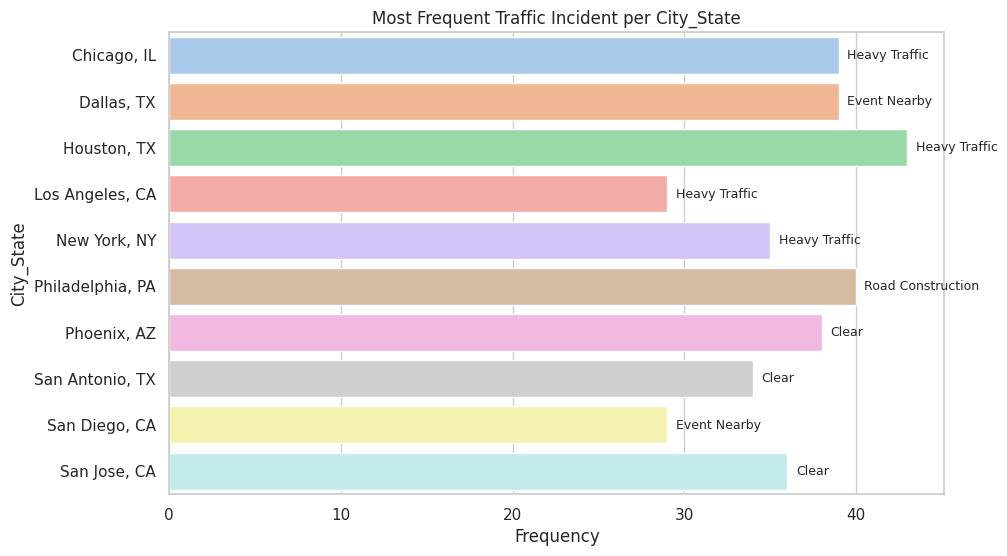 Most Frequent Traffic Incident per City_State
Chicago, IL
Heavy Traffic
Dallas, TX
Event Nearby
Houston, TX
Heavy Traffic
Los Angeles, CA
Heavy Traffic
New York, NY
Heavy Traffic
Philadelphia, PA
Road Construction
Phoenix, AZ
Clear
San Antonio, TX
Clear
San Diego, CA
Event Nearby
San Jose, CA
Clear
City_State
0 10 20 30 40
Frequency